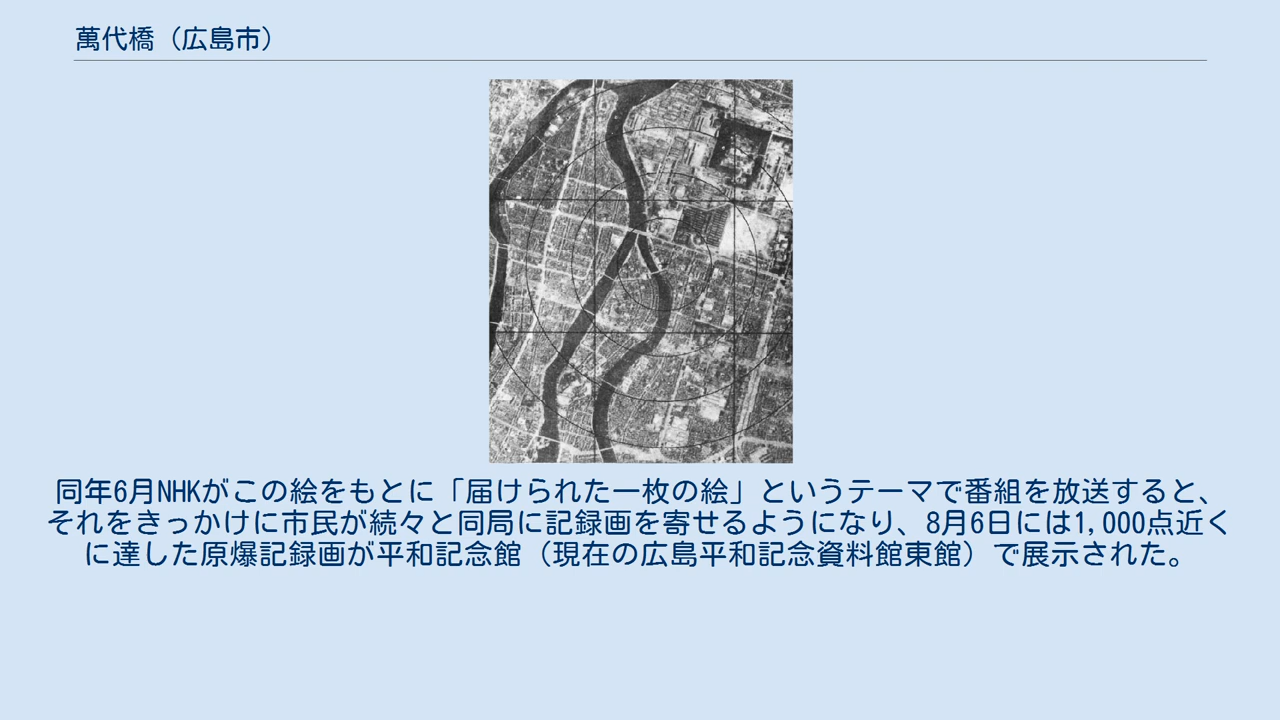 萬代橋（広島市）
同年6月NHKがこの絵をもとに「届けられた一枚の絵」というテーマで番組を放送すると、
それをきっかけに市民が続々と同局に記録画を寄せるようになり、8月6日には1,000点近く
に達した原爆記録画が平和記念館（現在の広島平和記念資料館東館）で展示された。